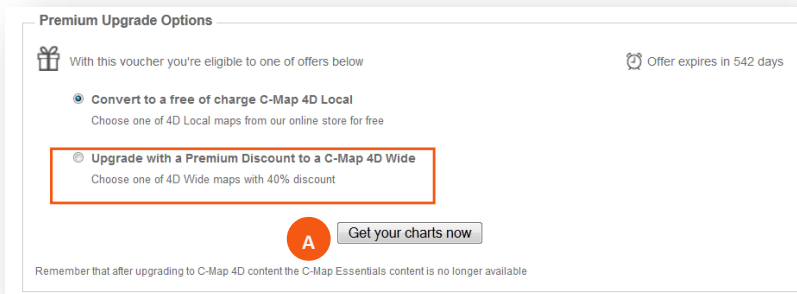 Premium Upgrade Options
With this voucher you're eligible to one of offers below
Offer expires in 542 days
Convert to a free of charge C-Map 4D Local
Choose one of 4D Local maps from our online store for free
Upgrade with a Premium Discount to a C-Map 4D Wide
Choose one of 4D Wide maps with 40% discount
A
Get your charts now
Remember that after upgrading to C-Map 4D content the C-Map Essentials content is no longer available